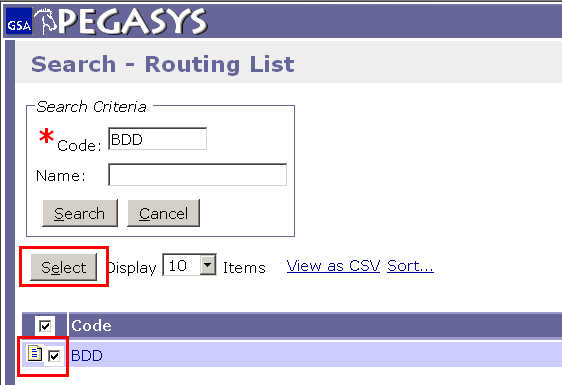 GSA PEGASYS
Search - Routing List
Search Criteria
*Code: BDD
Name:
Search Cancel
Select Display 10 Items View as CSV Sort...
Code
BDD